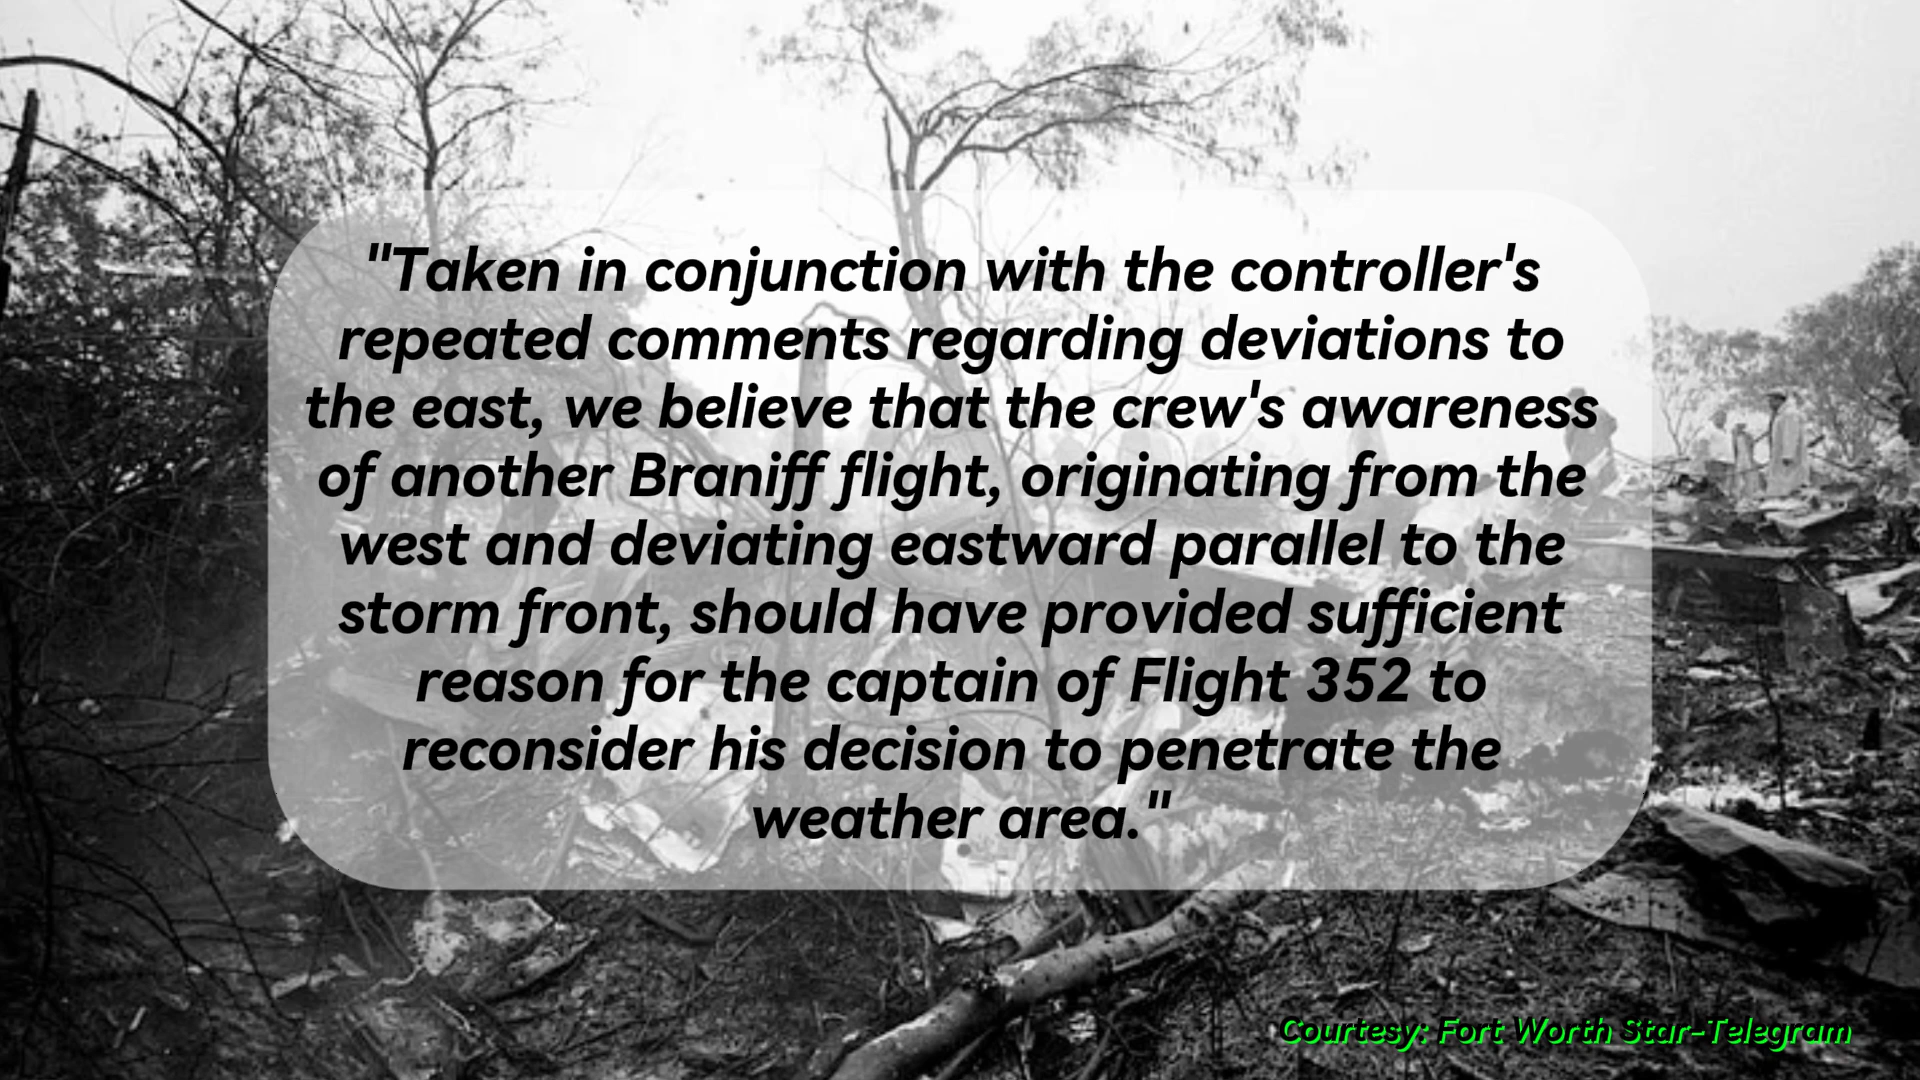 "Taken in conjunction with the controller's
repeated comments regarding deviations to
the east, we believe that the crew's awareness
of another Braniff flight, originating from the
west and deviating eastward parallel to the
storm front, should have provided sufficient
reason for the captain of Flight 352 to
reconsider his decision to penetrate the
weather area."
Courtesy: Fort Worth Star-Telegram